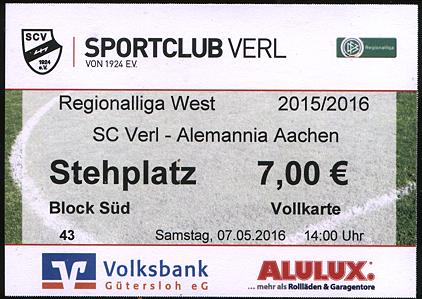 SCV
1924
e.V.
SPORTCLUB VERL
VON 1924 E.V.
Regionalliga
Regionalliga West 2015/2016
SC Verl - Alemannia Aachen
Stehplatz 7,00 €
Block Süd Vollkarte
43 Samstag, 07.05.2016 14:00 Uhr
Volksbank
Gütersloh eG
ALULUX.
... mehr als Rollläden & Garagentore